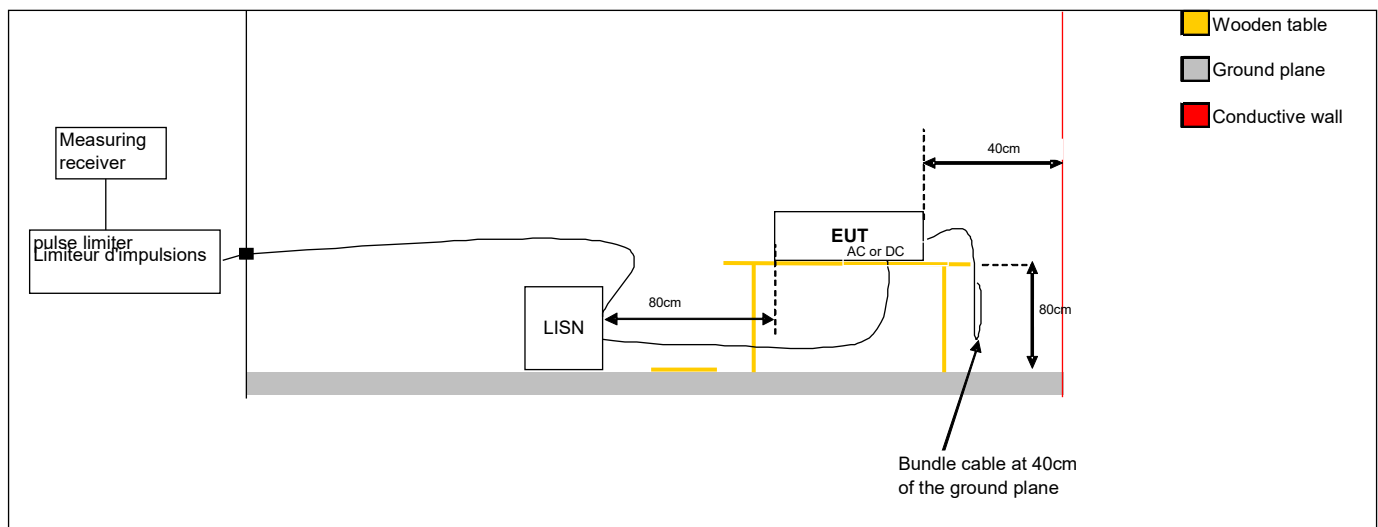 Wooden table
Ground plane
Conductive wall
Measuring
receiver
40cm
pulse limiter
Limiteur d'impulsions
EUT
AC or DC
80cm
80cm
LISN
Bundle cable at 40cm
of the ground plane